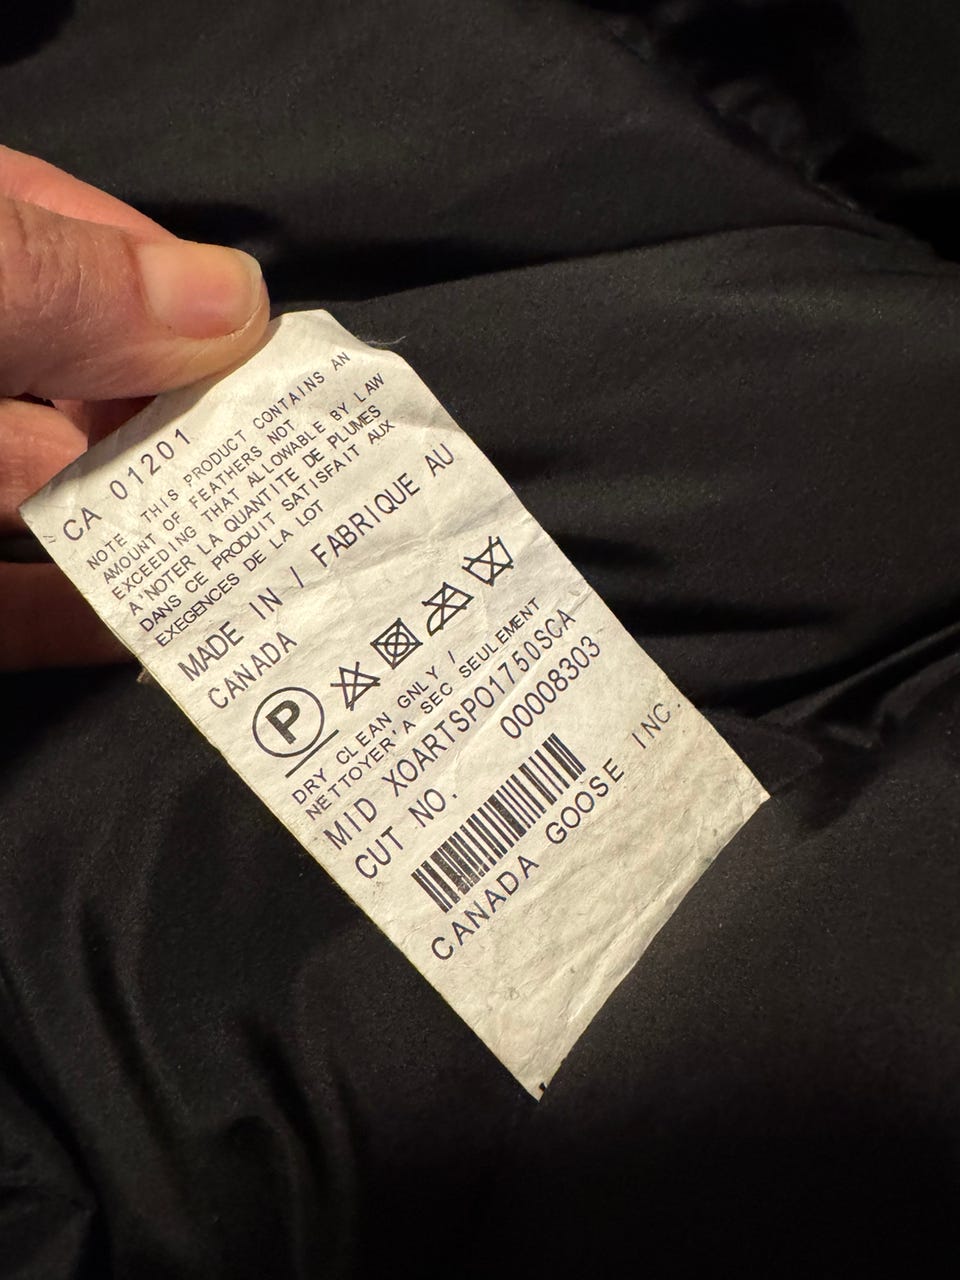 CA 01201
NOTE THIS PRODUCT CONTAINS AN
AMOUNT OF FEATHERS NOT
EXCEEDING THAT ALLOWABLE BY LAW
A'NOTER LA QUANTITE DE PLUMES
DANS CE PRODUIT SATISFAIT AUX
EXEGENCES DE LA LOT
MADE IN / FABRIQUE AU
CANADA
P
DRY CLEAN GNLY /
NETTOYER'A SEC SEULEMENT
MID XOARTSPO1750SCA
CUT NO. 00008303
CANADA GOOSE INC.